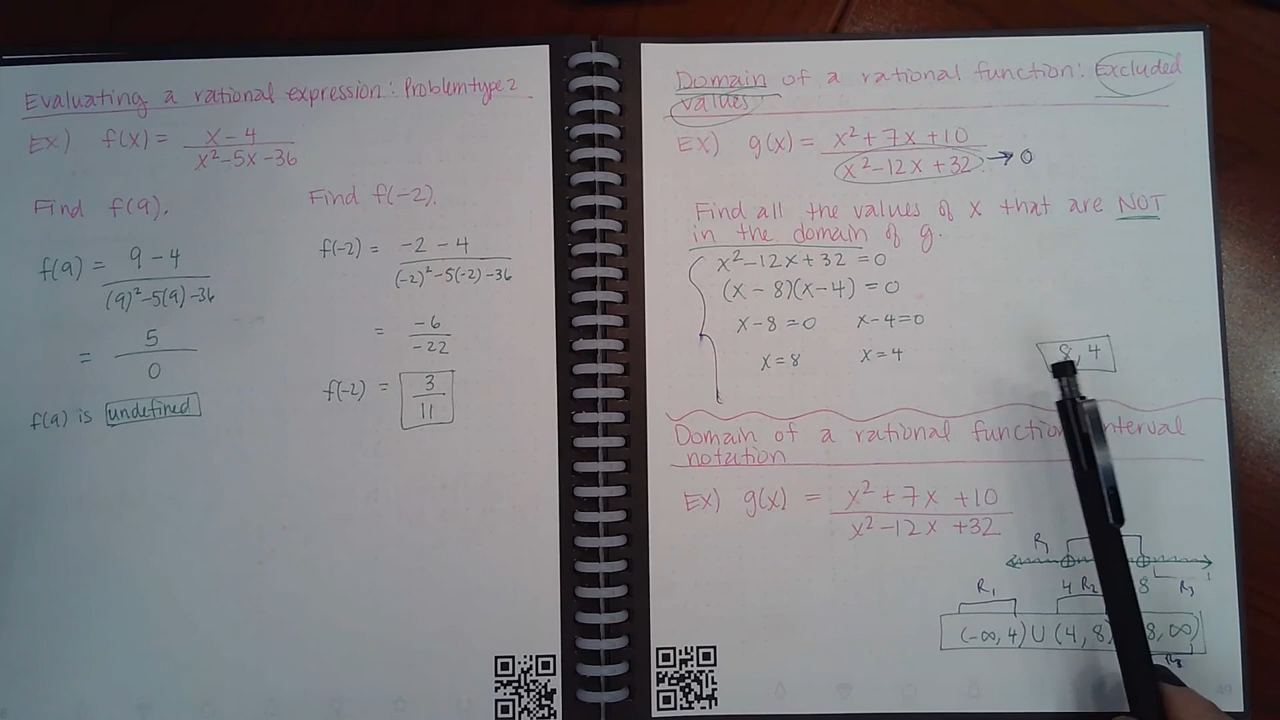 Evaluating a rational expression: Problem type 2
EX) f(x) = x-4 / x²-5x-36
Find f(9).
f(9) = 9-4 / (9)²-5(9)-36
= 5 / 0
f(9) is undefined
Find f(-2).
f(-2) = -2-4 / (-2)²-5(-2)-36
= -6 / -22
f(-2) = 3 / 11
Domain of a rational function: Excluded
values
EX) g(x) = x²+7x+10 / x²-12x+32 → 0
Find all the values of x that are NOT
in the domain of g.
x²-12x+32=0
(x-8)(x-4)=0
x-8=0 x-4=0
x=8 x=4
8, 4
Domain of a rational function interval
notation
EX) g(x) = x²+7x+10 / x²-12x+32
R
4 R₂ 8 R₃
R₁
(-∞,4) U (4,8) 8,∞)
R₃
49